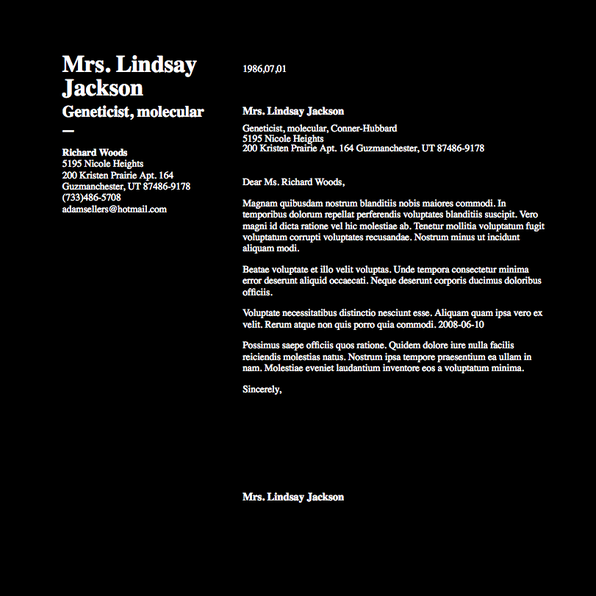 Mrs. Lindsay
Jackson
Geneticist, molecular
—
Richard Woods
5195 Nicole Heights
200 Kristen Prairie Apt. 164
Guzmanchester, UT 87486-9178
(733)486-5708
adamsellers@hotmail.com
1986,07,01
Mrs. Lindsay Jackson
Geneticist, molecular, Conner-Hubbard
5195 Nicole Heights
200 Kristen Prairie Apt. 164 Guzmanchester, UT 87486-9178
Dear Ms. Richard Woods,
Magnam quibusdam nostrum blanditiis nobis maiores commodi. In
temporibus dolorum repellat perferendis voluptates blanditiis suscipit. Vero
magni id dicta ratione vel hic molestiae ab. Tenetur mollitia voluptatum fugit
voluptatum corrupti voluptates recusandae. Nostrum minus ut incidunt
aliquam modi.
Beatae voluptate et illo velit voluptas. Unde tempora consectetur minima
error deserunt aliquid occaecati. Neque deserunt corporis ducimus doloribus
officiis.
Voluptate necessitatibus distinctio nesciunt esse. Aliquam quam ipsa vero ex
velit. Rerum atque non quis porro quia commodi. 2008-06-10
Possimus saepe officiis quos ratione. Quidem dolore iure nulla facilis
reiciendis molestias natus. Nostrum ipsa tempore praesentium ea ullam in
nam. Molestiae eveniet laudantium inventore eos a voluptatum minima.
Sincerely,
Mrs. Lindsay Jackson